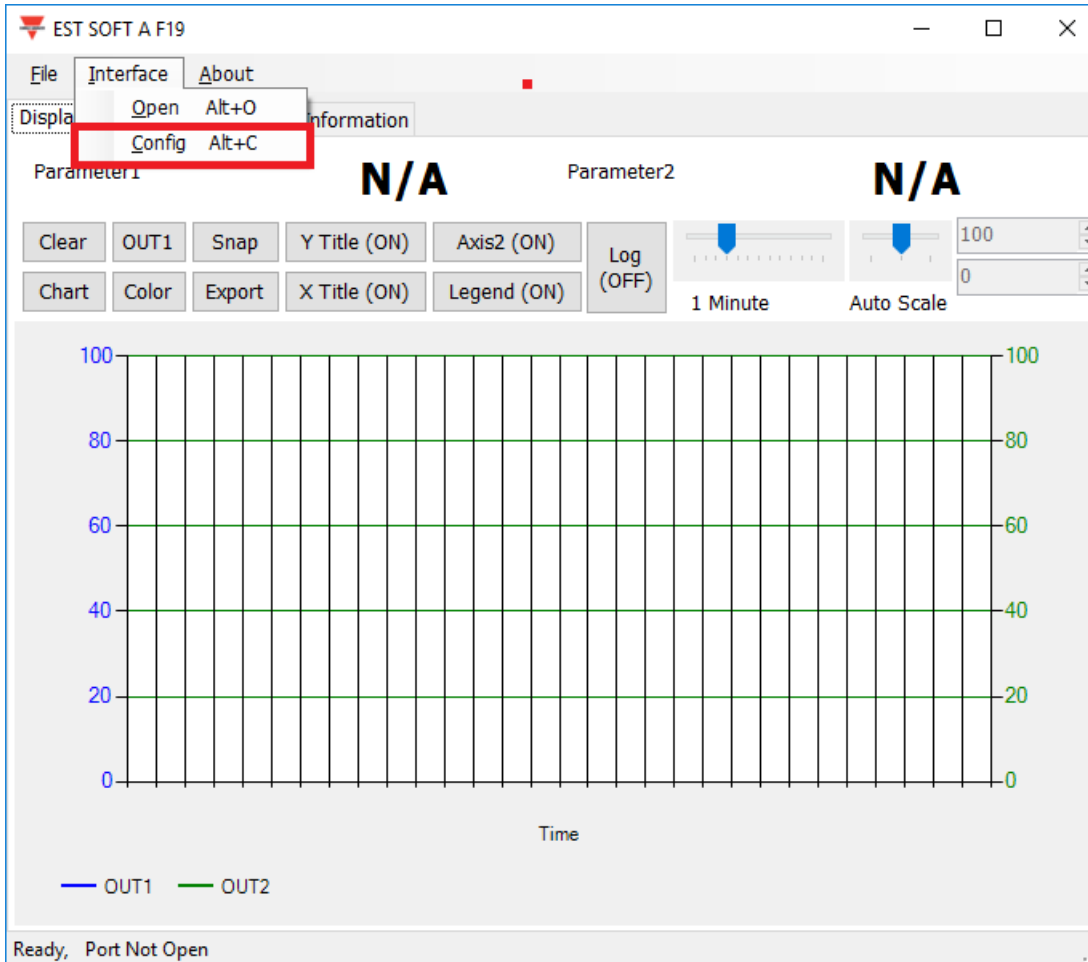 EST SOFT A F19
File Interface About
Open Alt+O
Config Alt+C
Information
Parameter1 N/A Parameter2 N/A
Clear OUT1 Snap Y Title (ON) Axis2 (ON) Log (OFF) 100
Chart Color Export X Title (ON) Legend (ON) 1 Minute Auto Scale 0
100 100
80 80
60 60
40 40
20 20
0 0
Time
OUT1 OUT2
Ready, Port Not Open